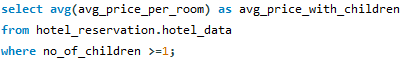 select avg(avg_price_per_room) as avg_price_with_children
from hotel_reservation.hotel_data
where no_of_children >=1;